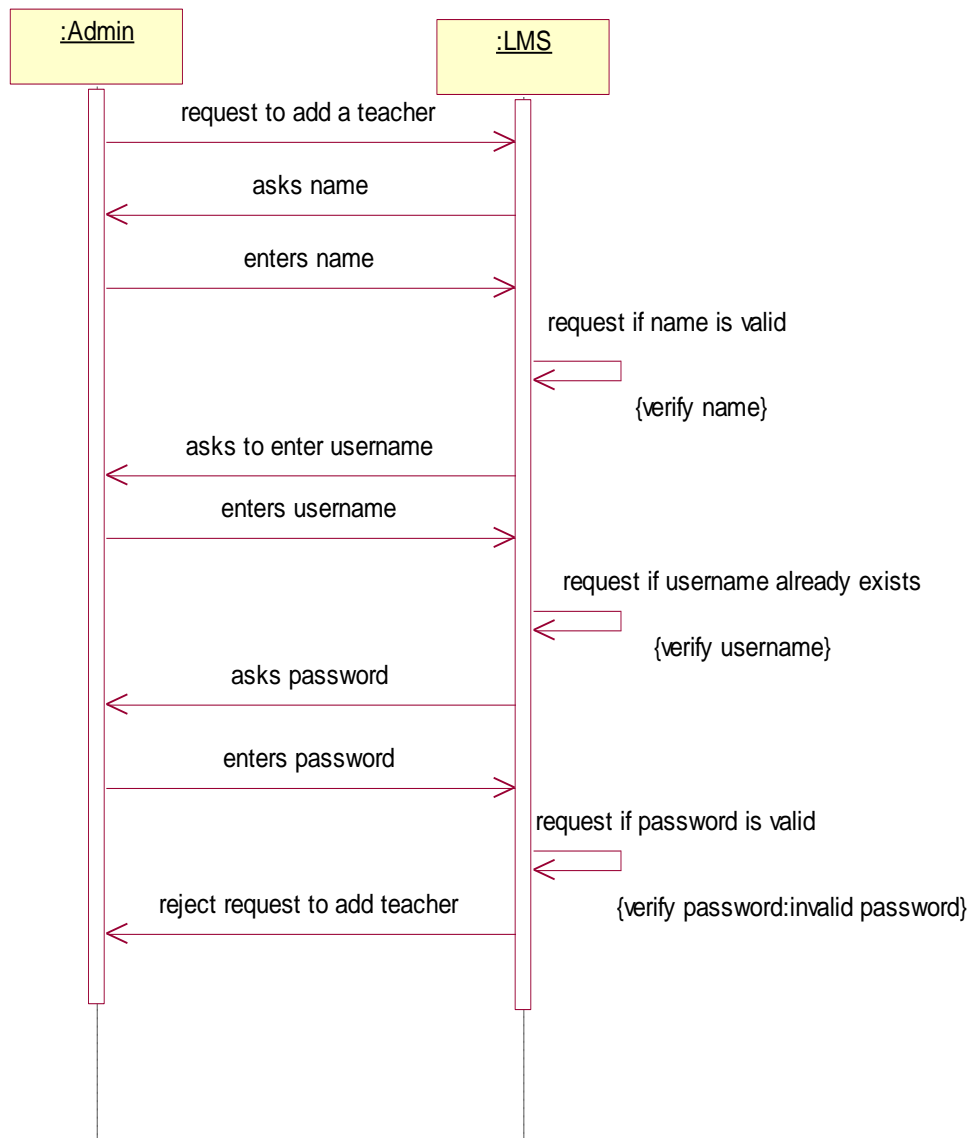 :Admin
:LMS
request to add a teacher
asks name
enters name
request if name is valid
{verify name}
asks to enter username
enters username
request if username already exists
{verify username}
asks password
enters password
request if password is valid
{verify password:invalid password}
reject request to add teacher